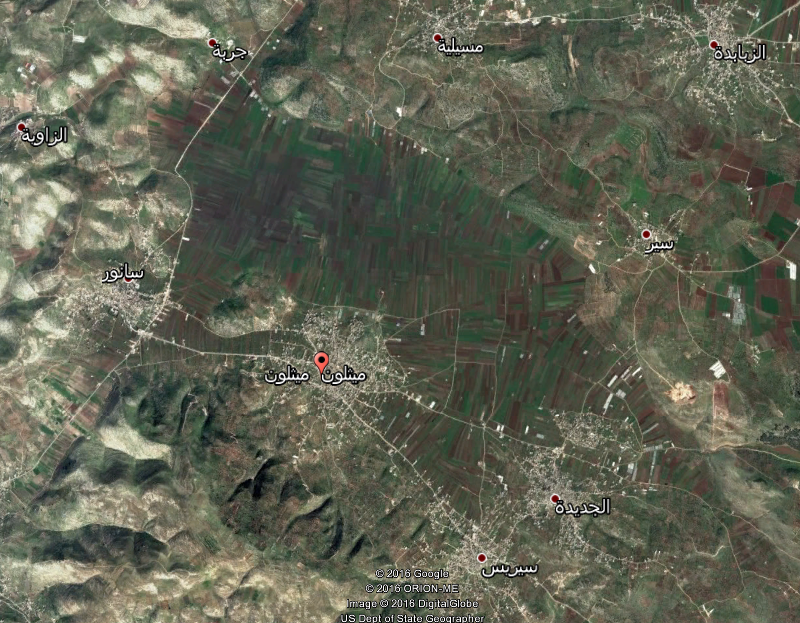 مسيلية
جربة
الزبابدة
الزاوية
سير
سانور
ميثلون
ميثلون
الجديدة
سيريس
© 2016 Google
© 2016 ORION-ME
Image © 2016 DigitalGlobe
US Dept of State Geographer